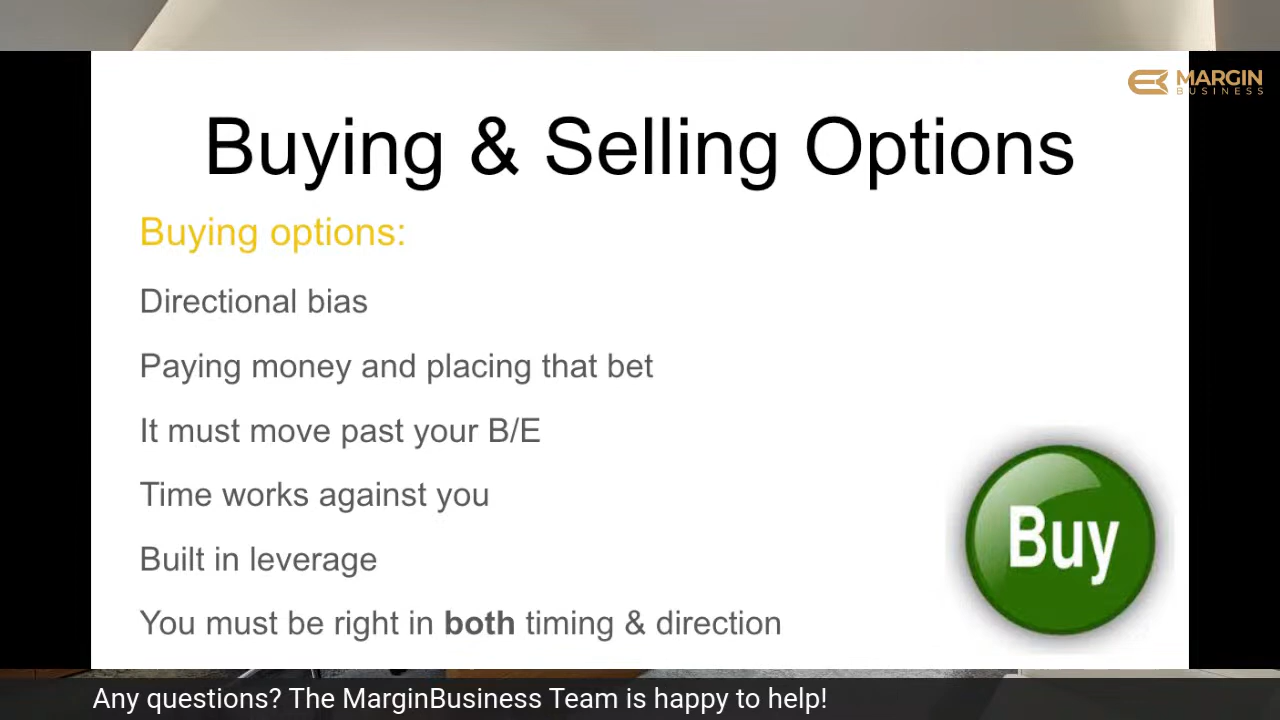 MARGIN
BUSINESS
Buying & Selling Options
Buying options:
Directional bias
Paying money and placing that bet
It must move past your B/E
Time works against you
Built in leverage
You must be right in both timing & direction
Buy
Any questions? The MarginBusiness Team is happy to help!